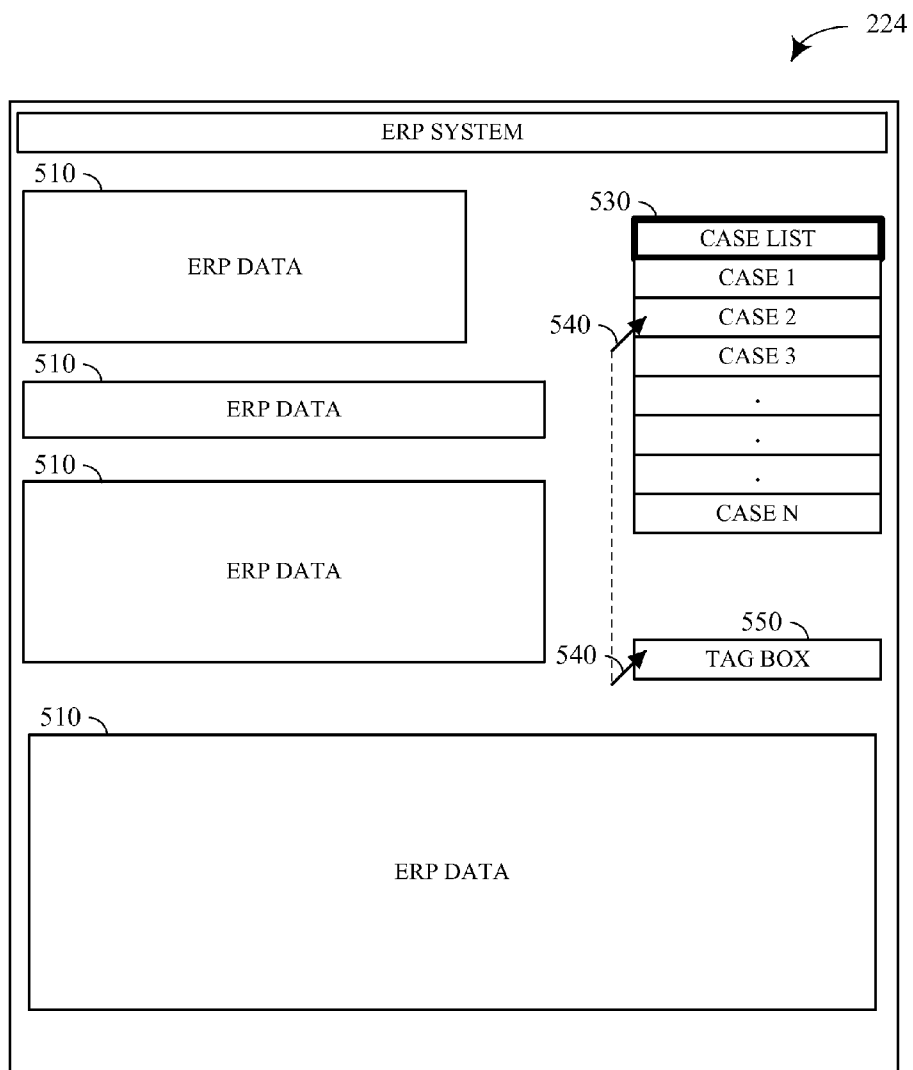 224
ERP SYSTEM
510
ERP DATA
530
CASE LIST
CASE 1
CASE 2
CASE 3
.
.
.
CASE N
540
510
ERP DATA
510
ERP DATA
550
TAG BOX
540
510
ERP DATA